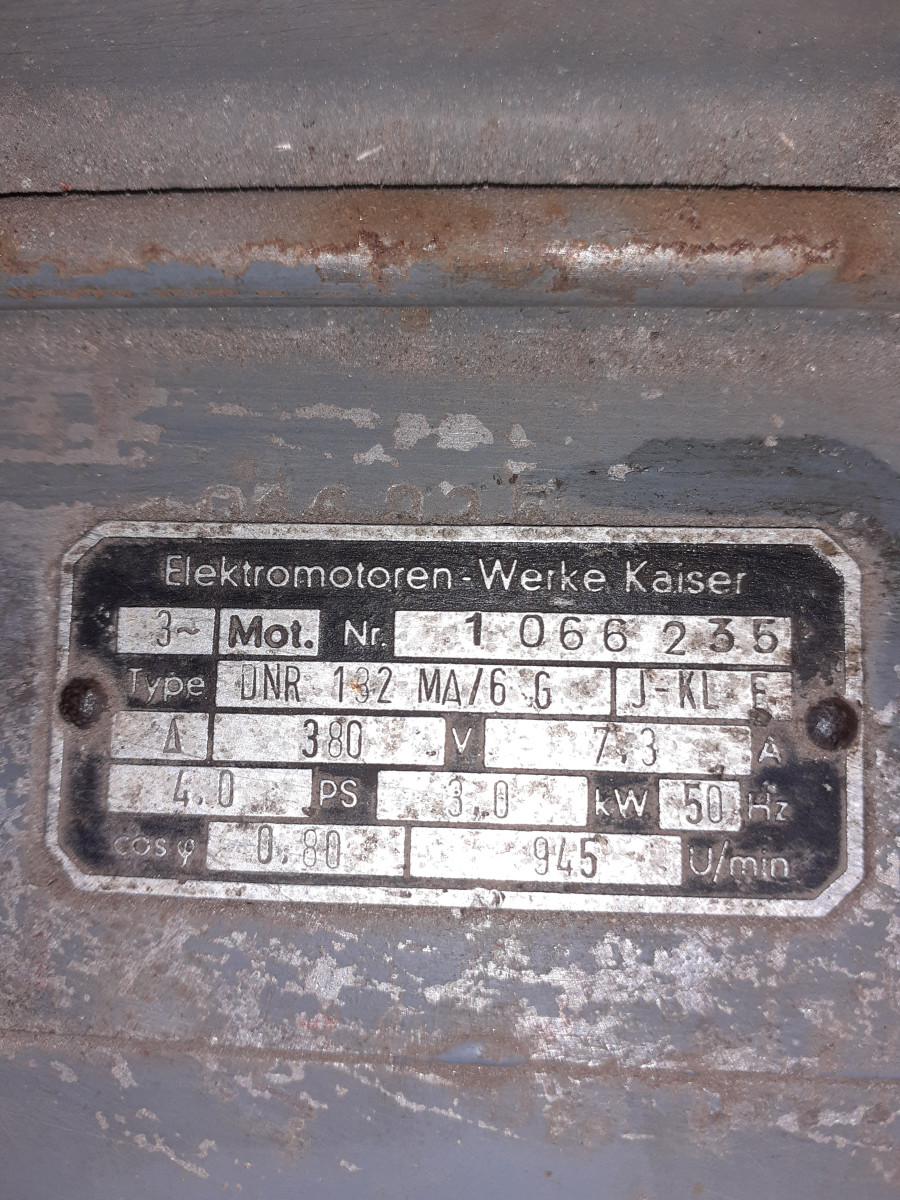 Elektromotoren-Werke Kaiser
3~ Mot. Nr. 1 066 235
Type DNR 132 MA/6 G J-KL E
Δ 380 V 7,3 A
4.0 PS 3,0 kW 50 Hz
cos φ 0,80 945 U/min